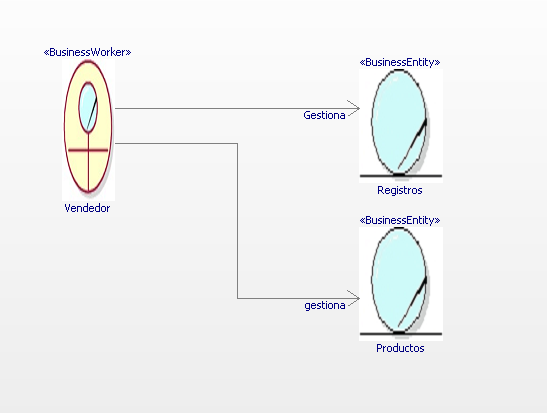 «BusinessWorker»
Vendedor
«BusinessEntity»
Gestiona
Registros
«BusinessEntity»
gestiona
Productos